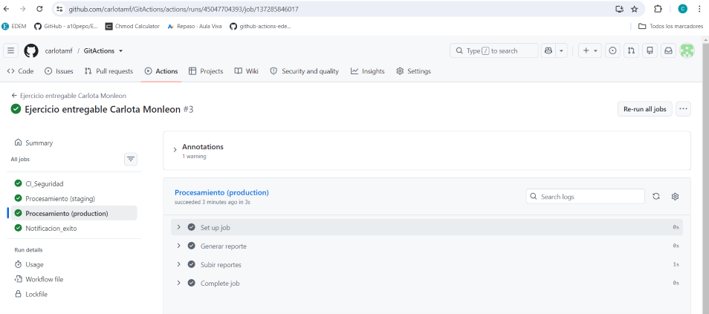 github.com/carlotamf/GitActions/actions/runs/45047704393/job/137285846017
EDEM
GitHub - a10pepo/E...
Chmod Calculator
Repaso - Aula Viva
github-actions-ede...
Todos los marcadores
carlotamf / GitActions
Type / to search
Code
Issues
Pull requests
Actions
Projects
Wiki
Security and quality
Insights
Settings
← Ejercicio entregable Carlota Monleon
Ejercicio entregable Carlota Monleon #3
Re-run all jobs
Summary
All jobs
CI_Seguridad
Procesamiento (staging)
Procesamiento (production)
Notificacion_exito
Run details
Usage
Workflow file
Lockfile
Annotations
1 warning
Procesamiento (production)
succeeded 3 minutes ago in 3s
Search logs
Set up job 0s
Generar reporte 0s
Subir reportes 1s
Complete job 0s